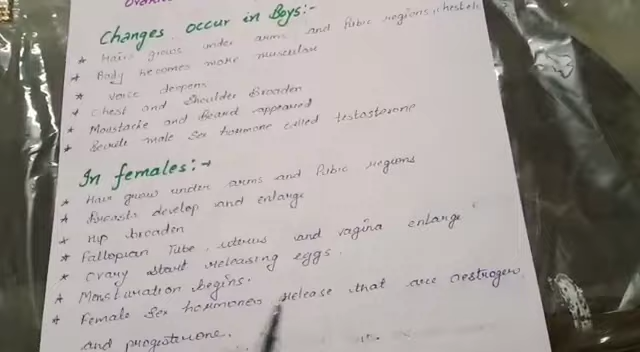 Changes occur in Boys:-
* Hairs grows under arms and Pubic regions, chest etc
* Body becomes more muscular
* Voice deepens
* Chest and Shoulder Broaden
* Moustache and Beard appeared
* Secrete male Sex hormone called testosterone
In females:→
* Hair grows under arms and Pubic regions
* Breasts develop and enlarge
* Hip broaden
* Fallopian Tube, uterus and vagina enlarge
* Ovary start releasing eggs.
* Menstruation begins.
* Female Sex hormones release that are oestrogen
and progesterone.